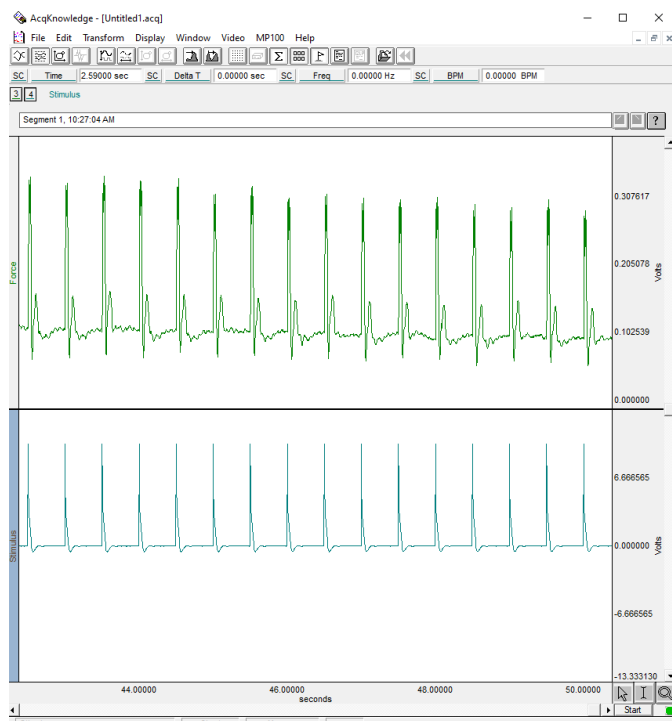 AcqKnowledge - [Untitled1.acq]
File Edit Transform Display Window Video MP100 Help
SC Time 2.59000 sec SC Delta T 0.00000 sec SC Freq 0.00000 Hz SC BPM 0.00000 BPM
3 4 Stimulus
Segment 1, 10:27:04 AM
?
0.307617
0.205078
0.102539
0.000000
Force
Volts
6.666565
0.000000
-6.666565
-13.333130
Stimulus
Volts
44.00000 46.00000 48.00000 50.00000
seconds
Start